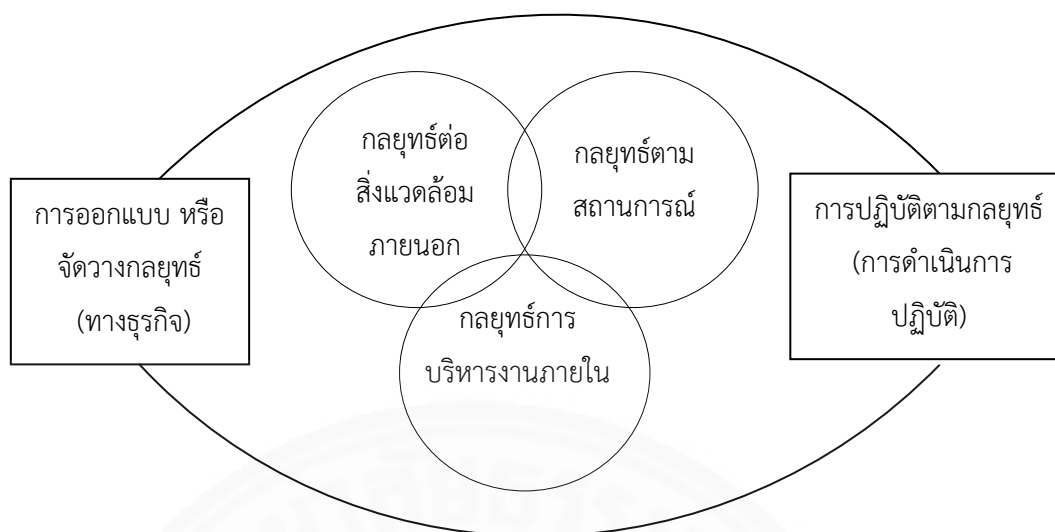 กลยุทธ์ต่อ
สิ่งแวดล้อม
ภายนอก
กลยุทธ์ตาม
สถานการณ์
การออกแบบ หรือ
จัดวางกลยุทธ์
(ทางธุรกิจ)
การปฏิบัติตามกลยุทธ์
(การดำเนินการ
ปฏิบัติ)
กลยุทธ์การ
บริหารงานภายใน